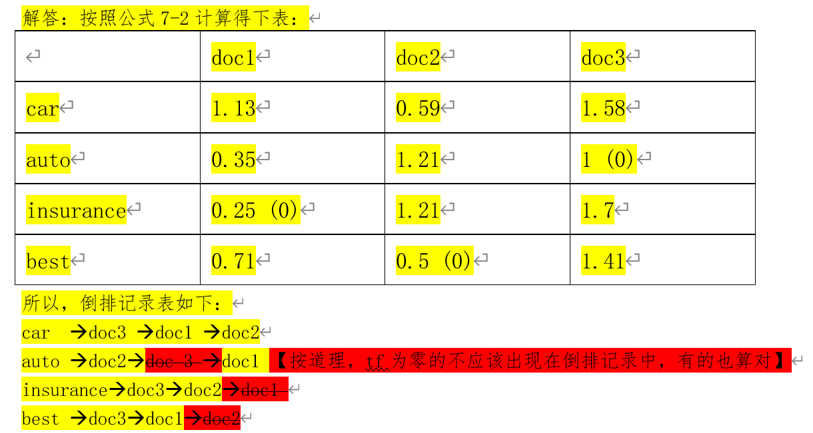 解答：按照公式 7-2 计算得下表：
doc1 doc2 doc3
car 1.13 0.59 1.58
auto 0.35 1.21 1 (0)
insurance 0.25 (0) 1.21 1.7
best 0.71 0.5 (0) 1.41
所以，倒排记录表如下：
car →doc3 →doc1 →doc2
auto →doc2→doc 3 →doc1 【按道理，tf 为零的不应该出现在倒排记录中，有的也算对】
insurance→doc3→doc2→doc1
best →doc3→doc1→doc2